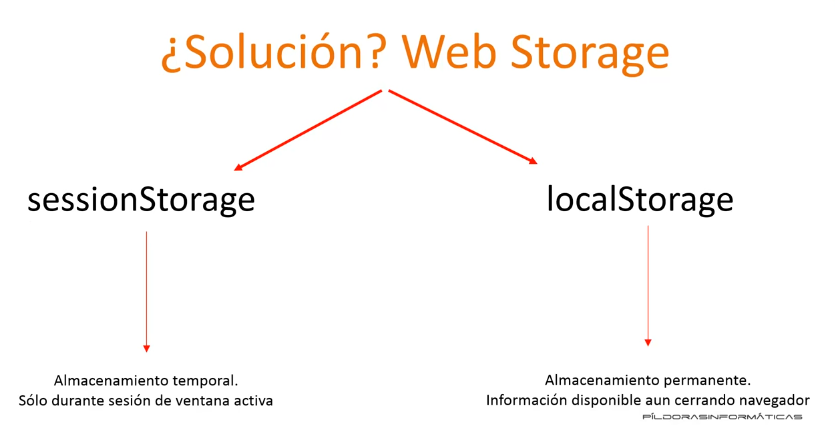 ¿Solución? Web Storage
sessionStorage
localStorage
Almacenamiento temporal.
Sólo durante sesión de ventana activa
Almacenamiento permanente.
Información disponible aun cerrando navegador
PÍLDORASINFORMÁTICAS